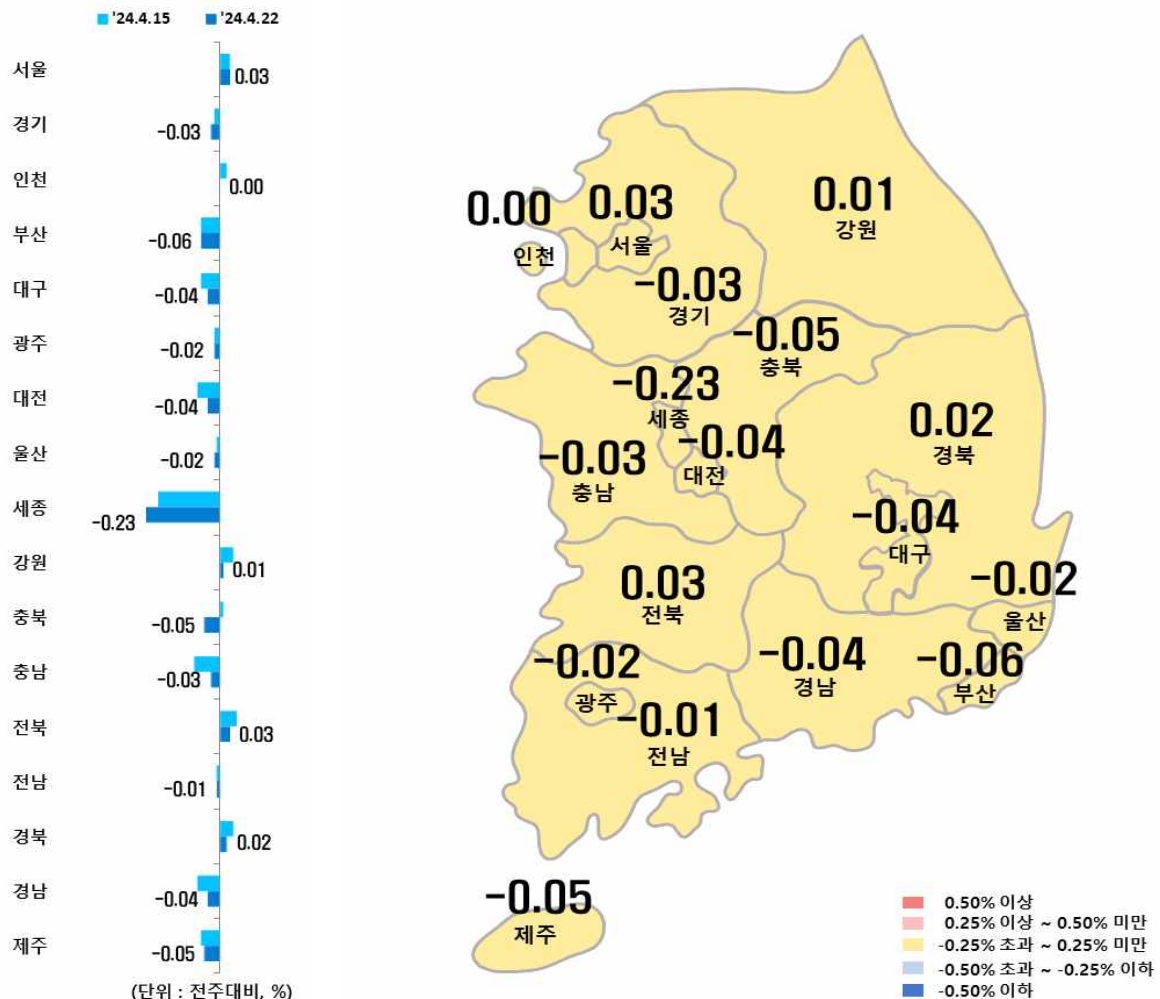 '24.4.15 '24.4.22
서울 0.03
경기 -0.03
인천 0.00
부산 -0.06
대구 -0.04
광주 -0.02
대전 -0.04
울산 -0.02
세종 -0.23
강원 0.01
충북 -0.05
충남 -0.03
전북 0.03
전남 -0.01
경북 0.02
경남 -0.04
제주 -0.05
(단위 : 전주대비, %)
0.01
강원
0.00
인천
0.03
서울
-0.03
경기
-0.05
충북
-0.23
세종
-0.04
대전
-0.03
충남
0.02
경북
-0.04
대구
-0.02
울산
0.03
전북
-0.04
경남
-0.06
부산
-0.02
광주
-0.01
전남
-0.05
제주
0.50% 이상
0.25% 이상 ~ 0.50% 미만
-0.25% 초과 ~ 0.25% 미만
-0.50% 초과 ~ -0.25% 이하
-0.50% 이하